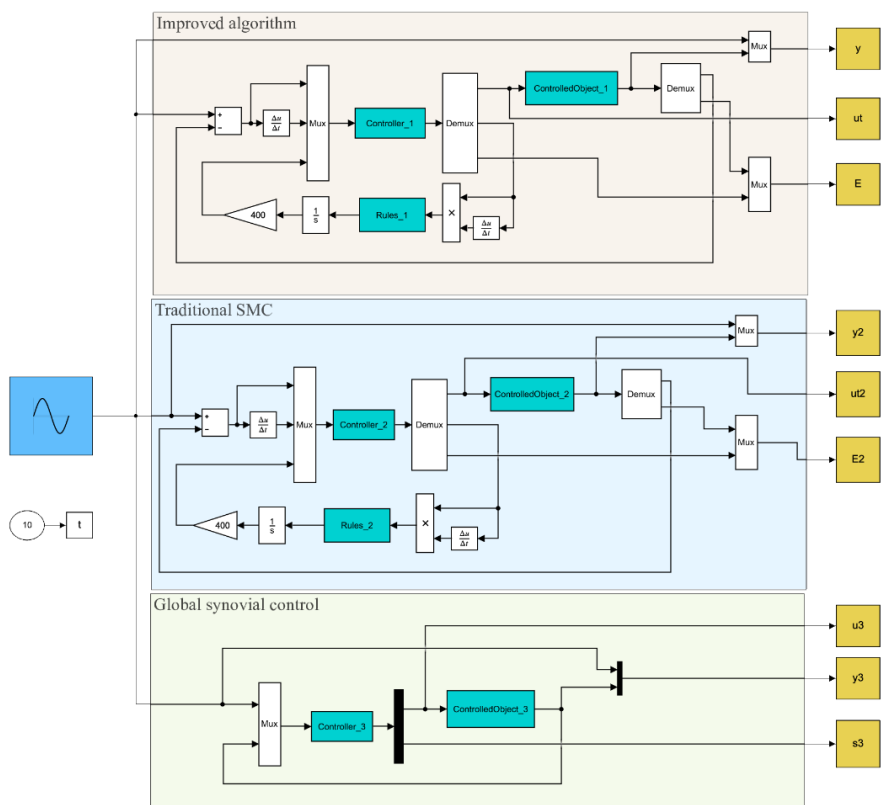 Improved algorithm
Mux
y
ControlledObject_1
Demux
+
−
Δu
Δt
Mux
Controller_1
Demux
ut
Mux
E
400
1
s
Rules_1
×
Δu
Δt
Traditional SMC
Mux
y2
ControlledObject_2
Demux
ut2
+
−
Δu
Δt
Mux
Controller_2
Demux
Mux
E2
10
t
400
1
s
Rules_2
×
Δu
Δt
Global synovial control
u3
y3
Mux
Controller_3
ControlledObject_3
s3